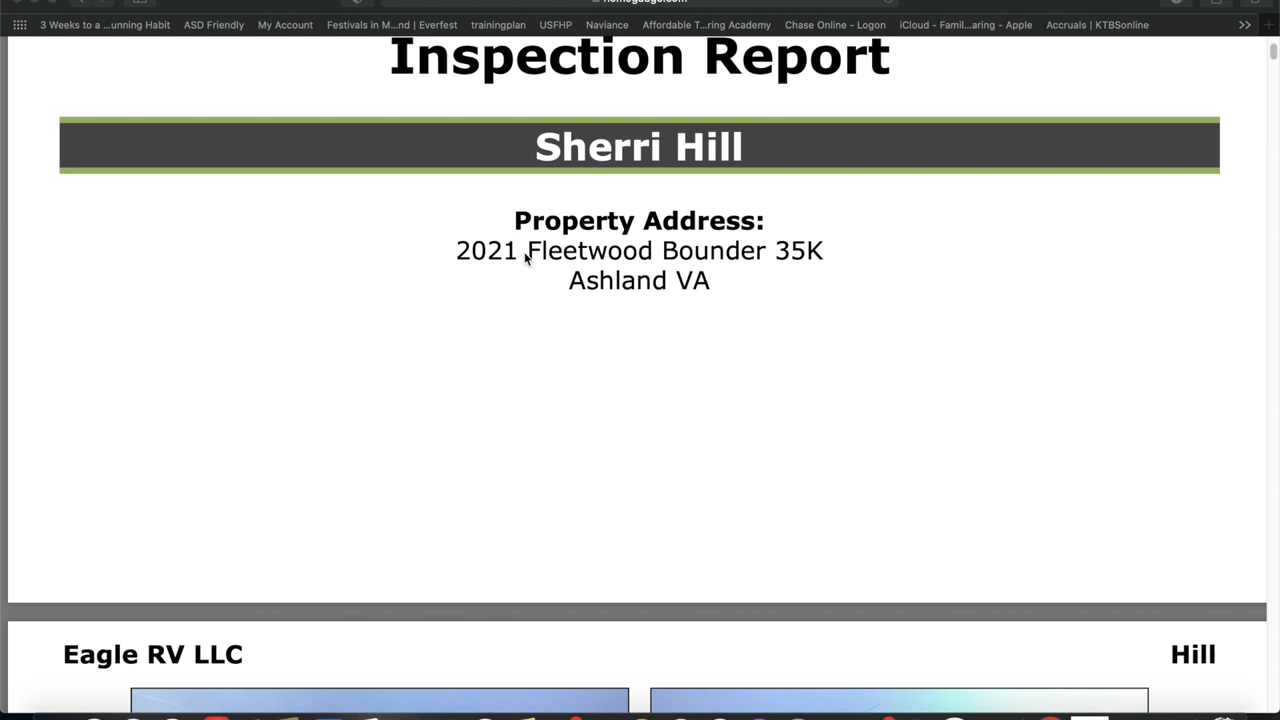 3 Weeks to a ...unning Habit ASD Friendly My Account Festivals in M...nd | Everfest trainingplan USFHP Naviance Affordable T...ring Academy Chase Online - Logon iCloud - Famil...aring - Apple Accruals | KTBSonline
Inspection Report
Sherri Hill
Property Address:
2021 Fleetwood Bounder 35K
Ashland VA
Eagle RV LLC Hill